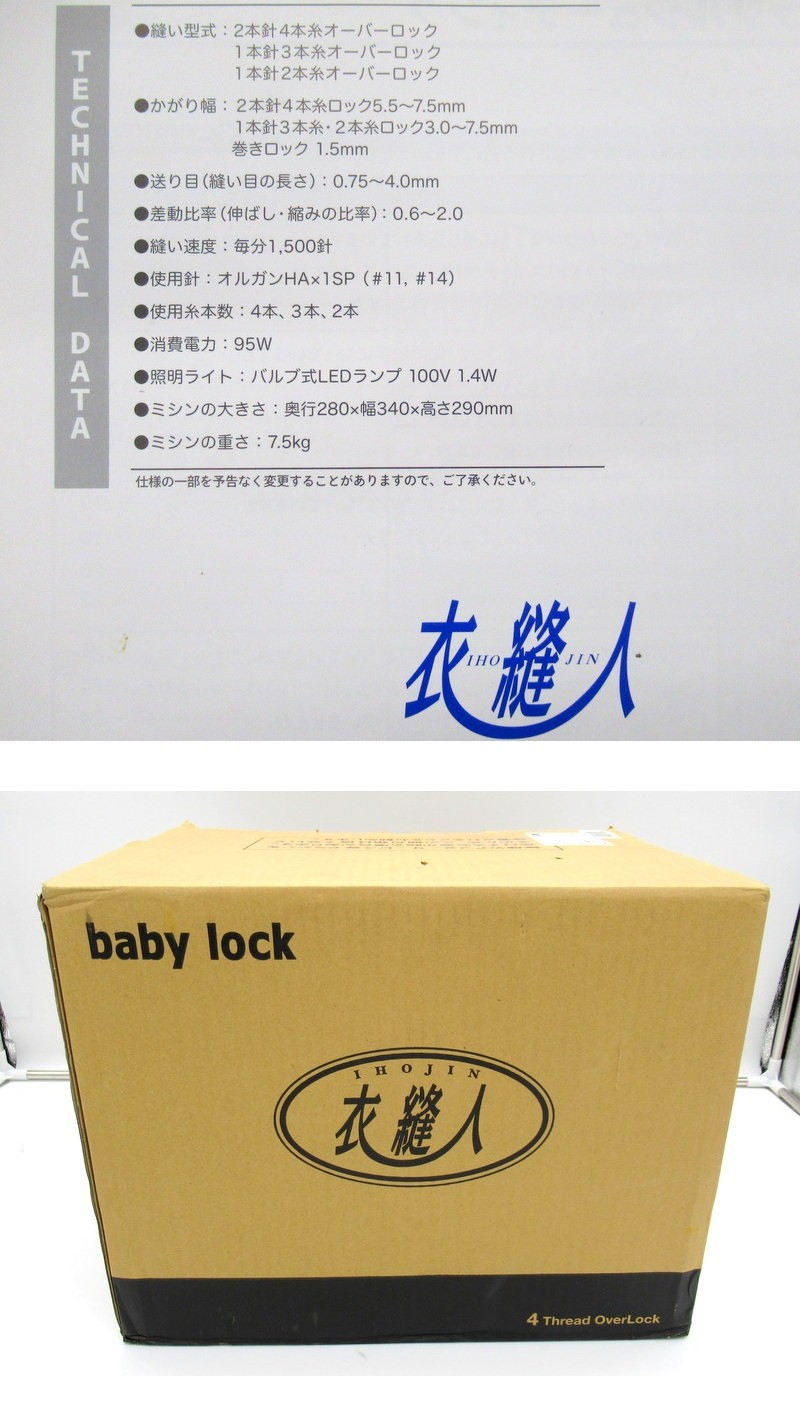 TECHNICAL DATA
●縫い型式：2本針4本糸オーバーロック
1本針3本糸オーバーロック
1本針2本糸オーバーロック
●かがり幅：2本針4本糸ロック5.5〜7.5mm
1本針3本糸・2本糸ロック3.0〜7.5mm
巻きロック 1.5mm
●送り目（縫い目の長さ）：0.75〜4.0mm
●差動比率（伸ばし・縮みの比率）：0.6〜2.0
●縫い速度：毎分1,500針
●使用針：オルガンHA×1SP（#11, #14）
●使用糸本数：4本、3本、2本
●消費電力：95W
●照明ライト：バルブ式LEDランプ 100V 1.4W
●ミシンの大きさ：奥行280×幅340×高さ290mm
●ミシンの重さ：7.5kg
仕様の一部を予告なく変更することがありますので、ご了承ください。
衣縫人
IHO JIN
baby lock
IHOJIN
衣縫人
4 Thread OverLock